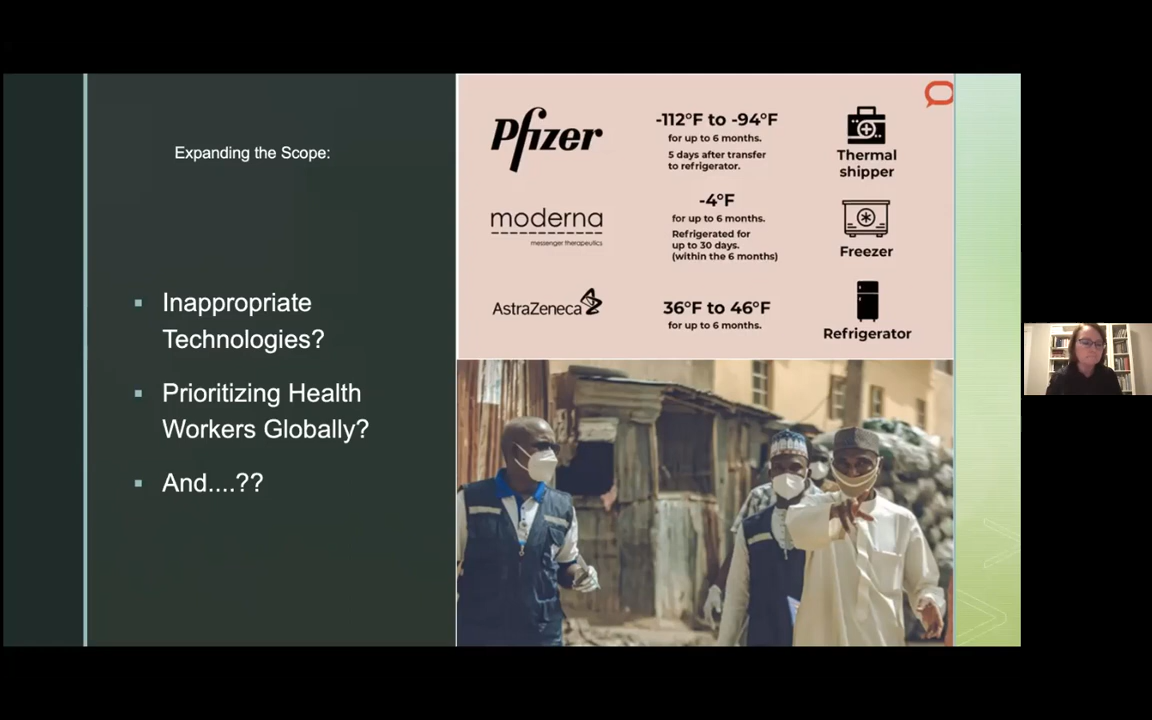 Expanding the Scope:
▪ Inappropriate
Technologies?
▪ Prioritizing Health
Workers Globally?
▪ And....??
Pfizer
-112°F to -94°F
for up to 6 months.
5 days after transfer
to refrigerator.
Thermal
shipper
moderna
messenger therapeutics
-4°F
for up to 6 months.
Refrigerated for
up to 30 days.
(within the 6 months)
Freezer
AstraZeneca
36°F to 46°F
for up to 6 months.
Refrigerator